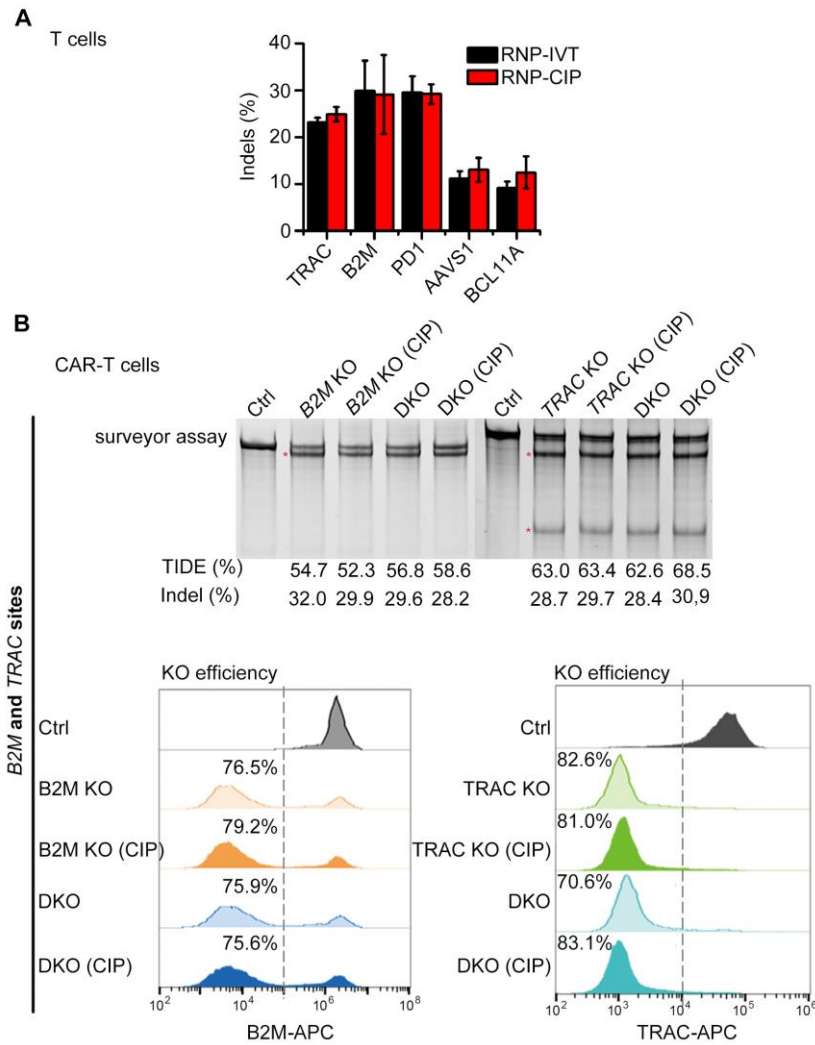 A
T cells
RNP-IVT
RNP-CIP
Indels (%)
40
30
20
10
0
TRAC
B2M
PD1
AAVS1
BCL11A
B
CAR-T cells
Ctrl
B2M KO
B2M KO (CIP)
DKO
DKO (CIP)
Ctrl
TRAC KO
TRAC KO (CIP)
DKO
DKO (CIP)
surveyor assay
*
*
*
TIDE (%) 54.7 52.3 56.8 58.6 63.0 63.4 62.6 68.5
Indel (%) 32.0 29.9 29.6 28.2 28.7 29.7 28.4 30,9
B2M and TRAC sites
KO efficiency
Ctrl
76.5%
B2M KO
79.2%
B2M KO (CIP)
75.9%
DKO
75.6%
DKO (CIP)
10² 10⁴ 10⁶ 10⁸
B2M-APC
KO efficiency
Ctrl
82.6%
TRAC KO
81.0%
TRAC KO (CIP)
70.6%
DKO
83.1%
DKO (CIP)
10² 10³ 10⁴ 10⁵ 10⁶
TRAC-APC